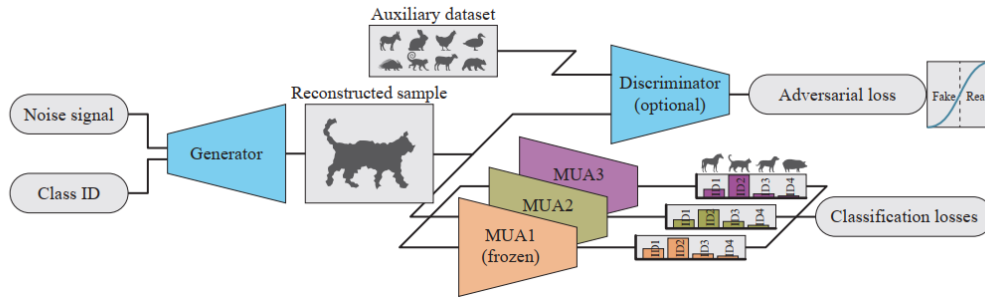 Auxiliary dataset
Noise signal
Class ID
Generator
Reconstructed sample
Discriminator
(optional)
Adversarial loss
Fake
Rea
MUA3
ID1
ID2
ID3
ID4
MUA2
ID1
ID2
ID3
ID4
MUA1
(frozen)
ID1
ID2
ID3
ID4
Classification losses